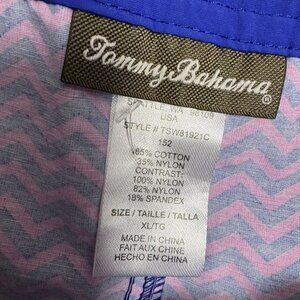 Tommy Bahama®
SEATTLE, WA 98109
USA
STYLE # TSW81921C
152
65% COTTON
35% NYLON
CONTRAST:
100% NYLON
82% NYLON
18% SPANDEX
SIZE / TAILLE / TALLA
XL/TG
MADE IN CHINA
FAIT AUX CHINE
HECHO EN CHINA